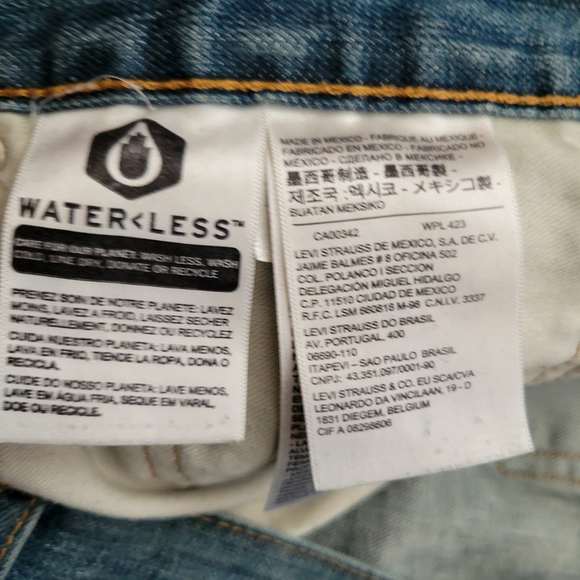 WATER<LESS™
CARE FOR OUR PLANET: WASH LESS, WASH
COLD, LINE DRY, DONATE OR RECYCLE
PRENEZ SOIN DE NOTRE PLANÈTE: LAVEZ
MOINS, LAVEZ A FROID, LAISSEZ SÉCHER
NATURELLEMENT, DONNEZ OU RECYCLEZ
CUIDA NUESTRO PLANETA: LAVA MENOS,
LAVA EN FRIO, TIENDE LA ROPA, DONA O
RECICLA.
CUIDE DO NOSSO PLANETA: LAVE MENOS,
LAVE EM ÁGUA FRIA, SEQUE EM VARAL,
DOE OU RECICLE.
MADE IN MEXICO - FABRIQUE AU MEXIQUE -
FABRICADO EN MEXICO - FABRICADO NO
MÉXICO - СДЕЛАНО В МЕКСИКЕ -
墨西哥制造 - 墨西哥製造 -
제조국 : 멕시코 - メキシコ製 -
BUATAN MEKSIKO
CA00342 WPL 423
LEVI STRAUSS DE MEXICO, S.A. DE C.V.
JAIME BALMES # 8 OFICINA 502
COL. POLANCO I SECCION
DELEGACIÓN MIGUEL HIDALGO
C.P. 11510 CIUDAD DE MEXICO
R.F.C. LSM 860818 M-98 C.N.I.V. 3337
LEVI STRAUSS DO BRASIL
AV. PORTUGAL, 400
06690-110
ITAPEVI – SAO PAULO BRASIL
CNPJ: 43.351.097/0001-90
LEVI STRAUSS & CO. EU SCA/CVA
LEONARDO DA VINCILAAN, 19 - D
1831 DIEGEM, BELGIUM
CIF A 08298606